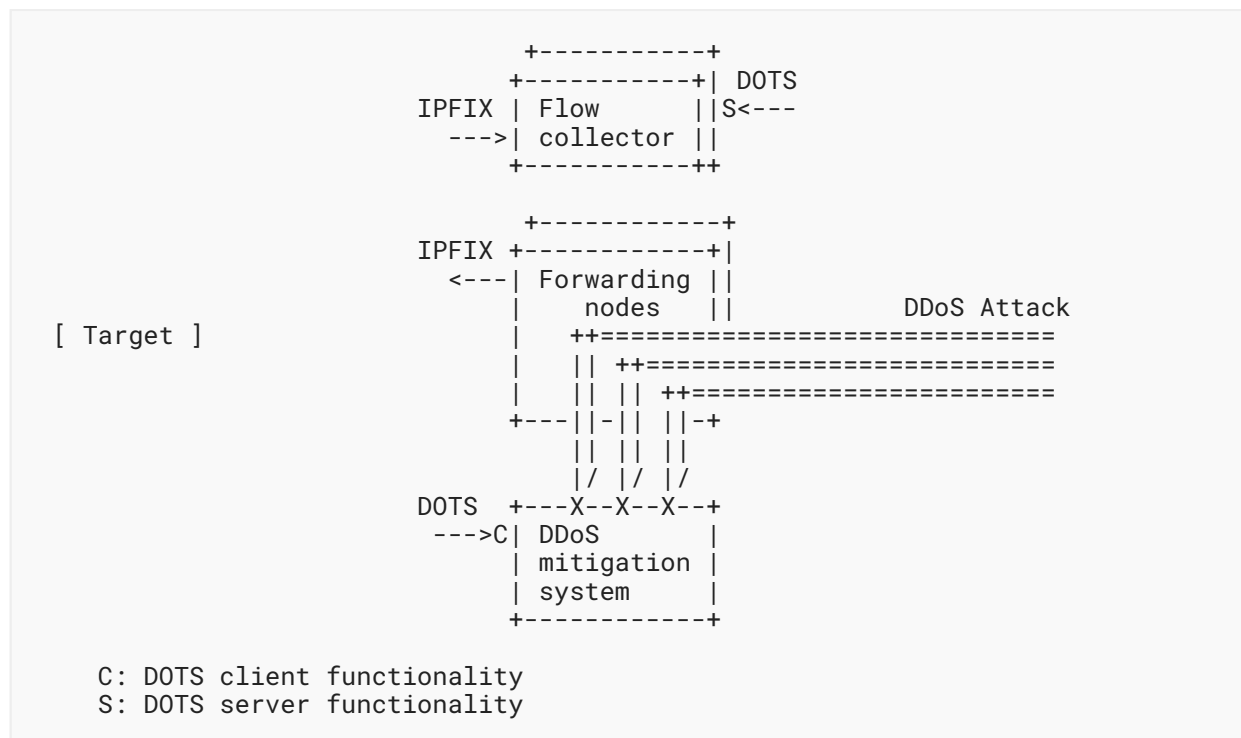 +-----------+
                              +-----------+| DOTS
                        IPFIX | Flow      ||S<---
                          --->| collector ||
                              +-----------++

                               +------------+
                        IPFIX +------------+|
                          <---| Forwarding ||
                              |    nodes   ||           DDoS Attack
[ Target ]                    |   ++==============================
                              |   || ++===========================
                              |   || || ++========================
                              +---||-|| ||-+
                                  || || ||
                                  |/ |/ |/
                        DOTS  +---X--X--X--+
                         --->C| DDoS       |
                              | mitigation |
                              | system     |
                              +------------+

   C: DOTS client functionality
   S: DOTS server functionality